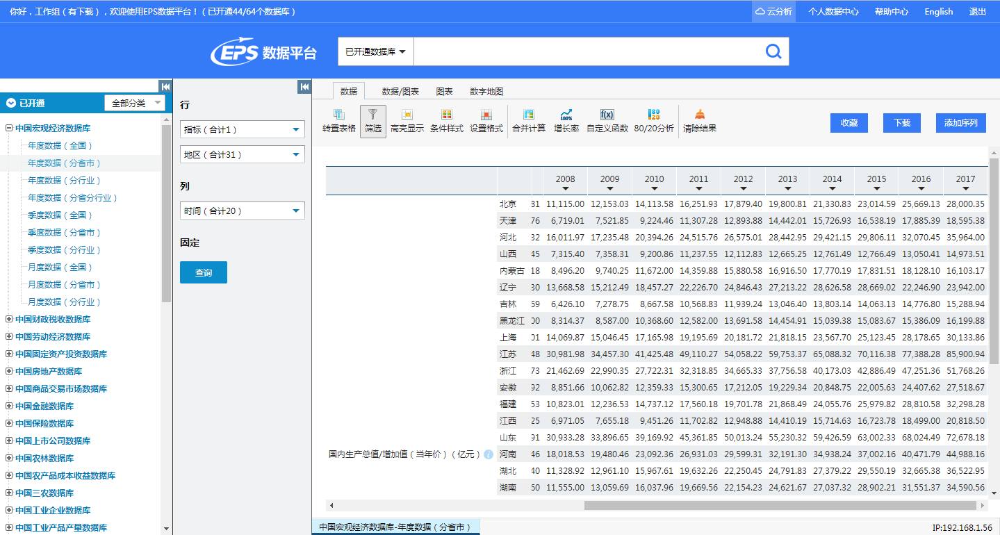 你好，工作组（有下载），欢迎使用EPS数据平台！（已开通44/64个数据库） 云分析 个人数据中心 帮助中心 English 退出
EPS 数据平台 已开通数据库
已开通 全部分类
中国宏观经济数据库
年度数据（全国）
年度数据（分省市）
年度数据（分行业）
年度数据（分省分行业）
季度数据（全国）
季度数据（分省市）
季度数据（分行业）
月度数据（全国）
月度数据（分省市）
月度数据（分行业）
中国财政税收数据库
中国劳动经济数据库
中国固定资产投资数据库
中国房地产数据库
中国商品交易市场数据库
中国金融数据库
中国保险数据库
中国上市公司数据库
中国农林数据库
中国农产品成本收益数据库
中国三农数据库
中国工业企业数据库
中国工业产品产量数据库
行
指标（合计1）
地区（合计31）
列
时间（合计20）
固定
查询
数据 数据/图表 图表 数字地图
转置表格 筛选 高亮显示 条件样式 设置格式 合并计算 100% 增长率 f(x) 自定义函数 80 20 80/20分析 清除结果 收藏 下载 添加序列
2008 2009 2010 2011 2012 2013 2014 2015 2016 2017
北京 81 11,115.00 12,153.03 14,113.58 16,251.93 17,879.40 19,800.81 21,330.83 23,014.59 25,669.13 28,000.35
天津 76 6,719.01 7,521.85 9,224.46 11,307.28 12,893.88 14,442.01 15,726.93 16,538.19 17,885.39 18,595.38
河北 32 16,011.97 17,235.48 20,394.26 24,515.76 26,575.01 28,442.95 29,421.15 29,806.11 32,070.45 35,964.00
山西 45 7,315.40 7,358.31 9,200.86 11,237.55 12,112.83 12,665.25 12,761.49 12,766.49 13,050.41 14,973.51
内蒙古 18 8,496.20 9,740.25 11,672.00 14,359.88 15,880.58 16,916.50 17,770.19 17,831.51 18,128.10 16,103.17
辽宁 30 13,668.58 15,212.49 18,457.27 22,226.70 24,846.43 27,213.22 28,626.58 28,669.02 22,246.90 23,942.00
吉林 69 6,426.10 7,278.75 8,667.58 10,568.83 11,939.24 13,046.40 13,803.14 14,063.13 14,776.80 15,288.94
黑龙江 00 8,314.37 8,587.00 10,368.60 12,582.00 13,691.58 14,454.91 15,039.38 15,083.67 15,386.09 16,199.88
上海 01 14,069.87 15,046.45 17,165.98 19,195.69 20,181.72 21,818.15 23,567.70 25,123.45 28,178.65 30,133.86
江苏 48 30,981.98 34,457.30 41,425.48 49,110.27 54,058.22 59,753.37 65,088.32 70,116.38 77,388.28 85,900.94
浙江 73 21,462.69 22,990.35 27,722.31 32,318.85 34,665.33 37,756.58 40,173.03 42,886.49 47,251.36 51,768.26
安徽 92 8,851.66 10,062.82 12,359.33 15,300.65 17,212.05 19,229.34 20,848.75 22,005.63 24,407.62 27,518.67
福建 53 10,823.01 12,236.53 14,737.12 17,560.18 19,701.78 21,868.49 24,055.76 25,979.82 28,810.58 32,298.28
江西 25 6,971.05 7,655.18 9,451.26 11,702.82 12,948.88 14,410.19 15,714.63 16,723.78 18,499.00 20,818.50
山东 91 30,933.28 33,896.65 39,169.92 45,361.85 50,013.24 55,230.32 59,426.59 63,002.33 68,024.49 72,678.18
国内生产总值/增加值（当年价）（亿元） 河南 46 18,018.53 19,480.46 23,092.36 26,931.03 29,599.31 32,191.30 34,938.24 37,002.16 40,471.79 44,988.16
湖北 40 11,328.92 12,961.10 15,967.61 19,632.26 22,250.45 24,791.83 27,379.22 29,550.19 32,665.38 36,522.95
湖南 60 11,555.00 13,059.69 16,037.96 19,669.56 22,154.23 24,621.67 27,037.32 28,902.21 31,551.37 34,590.56
中国宏观经济数据库-年度数据（分省市） IP:192.168.1.56